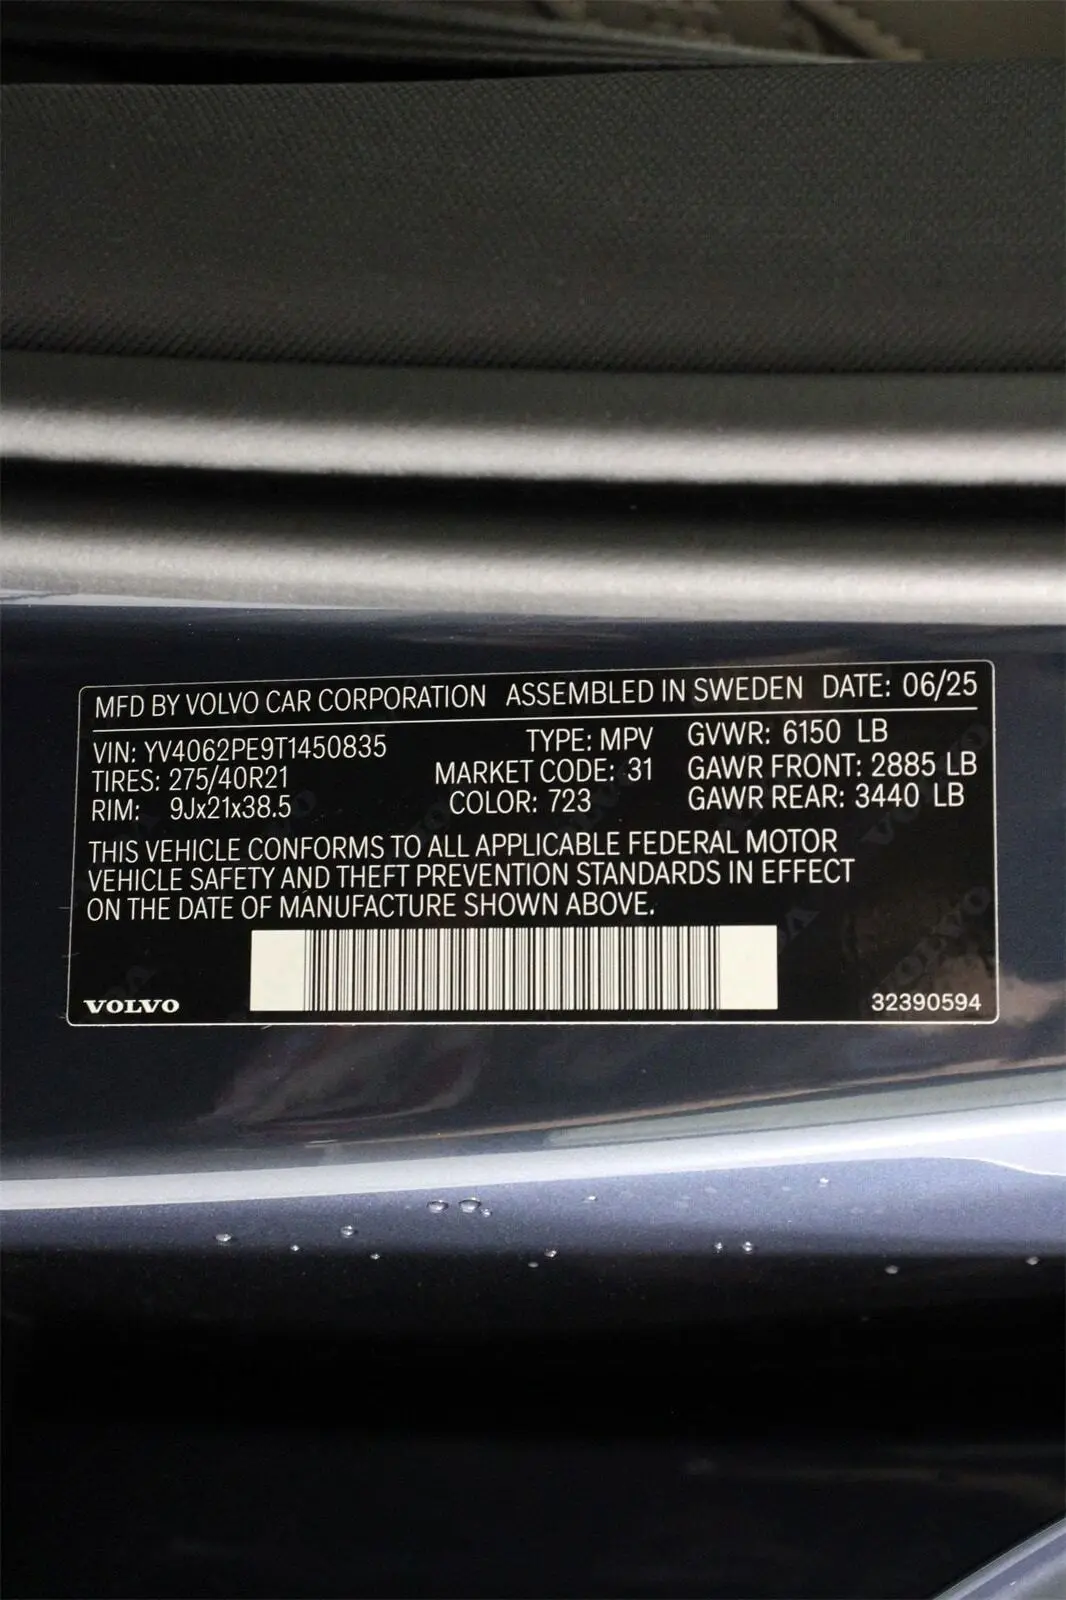 MFD BY VOLVO CAR CORPORATION ASSEMBLED IN SWEDEN DATE: 06/25
VIN: YV4062PE9T1450835 TYPE: MPV GVWR: 6150 LB
TIRES: 275/40R21 MARKET CODE: 31 GAWR FRONT: 2885 LB
RIM: 9Jx21x38.5 COLOR: 723 GAWR REAR: 3440 LB
THIS VEHICLE CONFORMS TO ALL APPLICABLE FEDERAL MOTOR
VEHICLE SAFETY AND THEFT PREVENTION STANDARDS IN EFFECT
ON THE DATE OF MANUFACTURE SHOWN ABOVE.
VOLVO 32390594